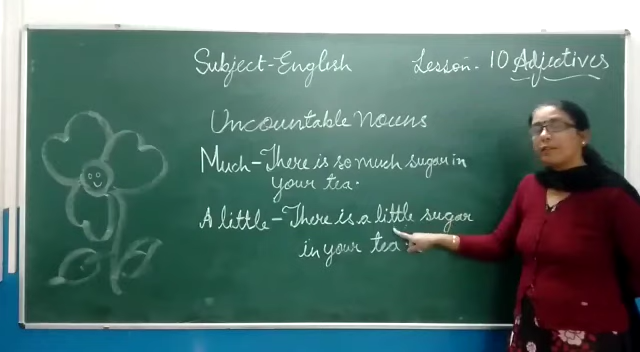 Subject-English
Lesson - 10 Adjectives
Uncountable Nouns
Much - There is so much sugar in
your tea.
A little - There is a little sugar
in your tea.